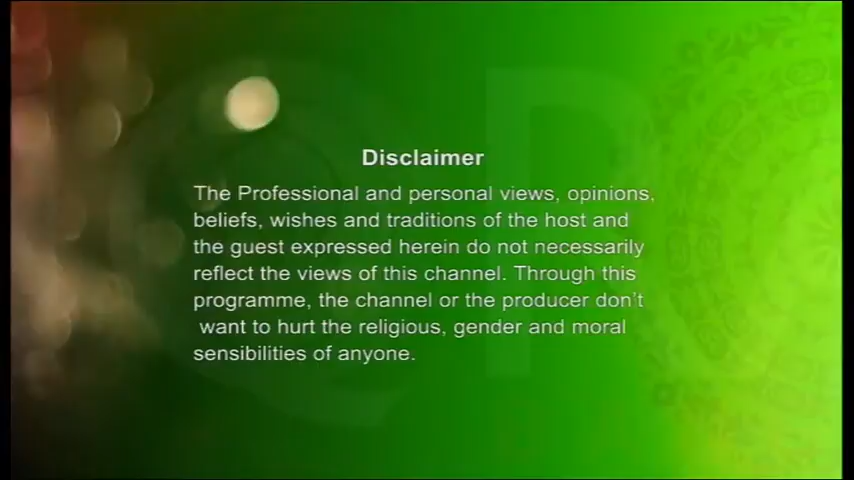 Disclaimer
The Professional and personal views, opinions,
beliefs, wishes and traditions of the host and
the guest expressed herein do not necessarily
reflect the views of this channel. Through this
programme, the channel or the producer don't
want to hurt the religious, gender and moral
sensibilities of anyone.